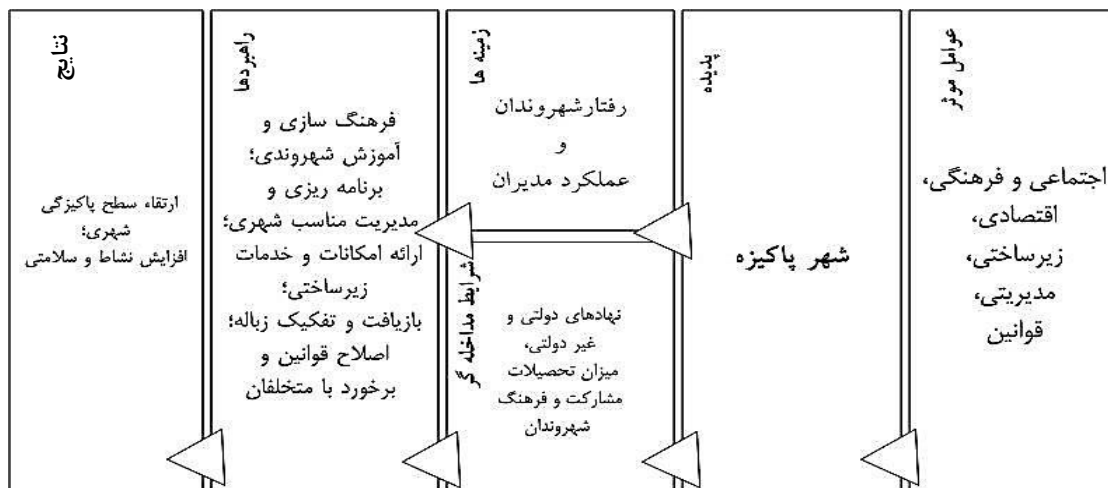 عوامل موثر
اجتماعی و فرهنگی،
اقتصادی،
زیرساختی،
مدیریتی،
قوانین
پدیده
شهر پاکیزه
زمینه ها
رفتارشهروندان
و
عملکرد مدیران
شرایط مداخله گر
نهادهای دولتی و
غیر دولتی،
میزان تحصیلات
مشارکت و فرهنگ
شهروندان
راهبردها
فرهنگ سازی و
آموزش شهروندی؛
برنامه ریزی و
مدیریت مناسب شهری؛
ارائه امکانات و خدمات
زیرساختی؛
بازیافت و تفکیک زباله؛
اصلاح قوانین و
برخورد با متخلفان
نتایج
ارتقاء سطح پاکیزگی
شهری؛
افزایش نشاط و سلامتی